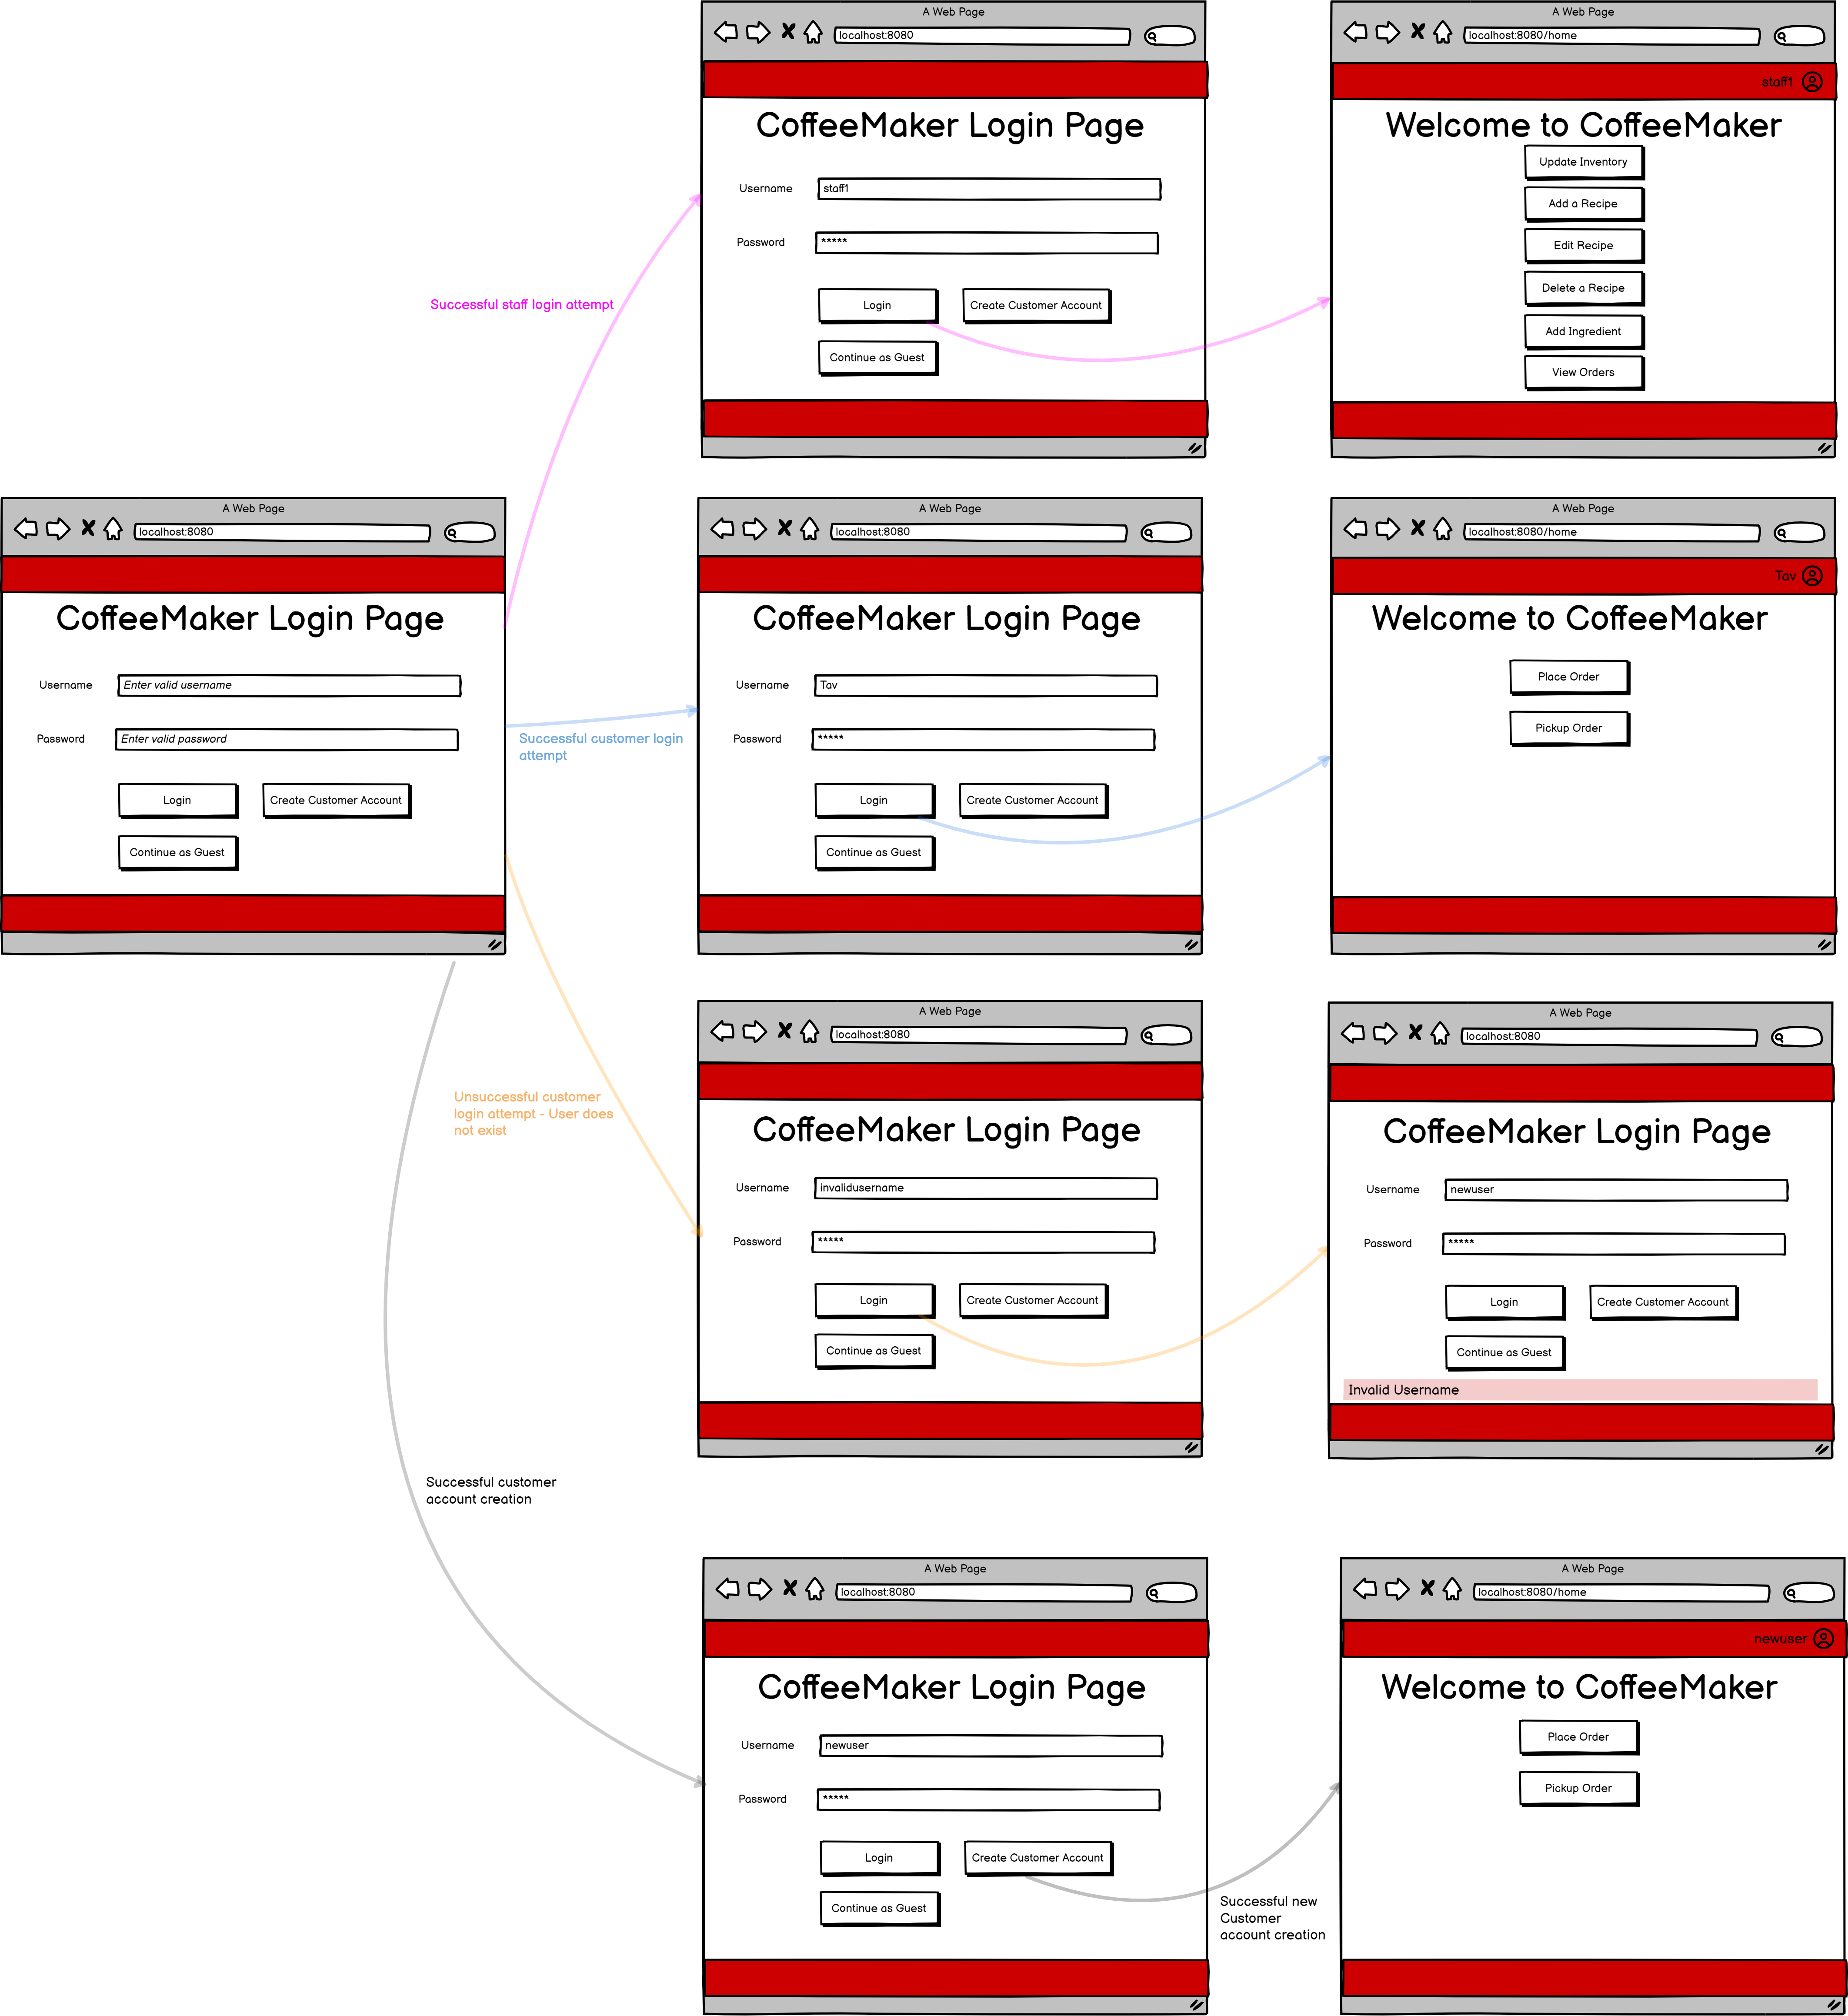 A Web Page
localhost:8080
CoffeeMaker Login Page
Username
staff1
Password
*****
Login
Create Customer Account
Continue as Guest
A Web Page
localhost:8080/home
staff1
Welcome to CoffeeMaker
Update Inventory
Add a Recipe
Edit Recipe
Delete a Recipe
Add Ingredient
View Orders
Successful staff login attempt
A Web Page
localhost:8080
CoffeeMaker Login Page
Username
Enter valid username
Password
Enter valid password
Login
Create Customer Account
Continue as Guest
Successful customer login
attempt
A Web Page
localhost:8080
CoffeeMaker Login Page
Username
Tav
Password
*****
Login
Create Customer Account
Continue as Guest
A Web Page
localhost:8080/home
Tav
Welcome to CoffeeMaker
Place Order
Pickup Order
Unsuccessful customer
login attempt - User does
not exist
A Web Page
localhost:8080
CoffeeMaker Login Page
Username
invalidusername
Password
*****
Login
Create Customer Account
Continue as Guest
A Web Page
localhost:8080
CoffeeMaker Login Page
Username
newuser
Password
*****
Login
Create Customer Account
Continue as Guest
Invalid Username
Successful customer
account creation
A Web Page
localhost:8080
CoffeeMaker Login Page
Username
newuser
Password
*****
Login
Create Customer Account
Continue as Guest
Successful new
Customer
account creation
A Web Page
localhost:8080/home
newuser
Welcome to CoffeeMaker
Place Order
Pickup Order